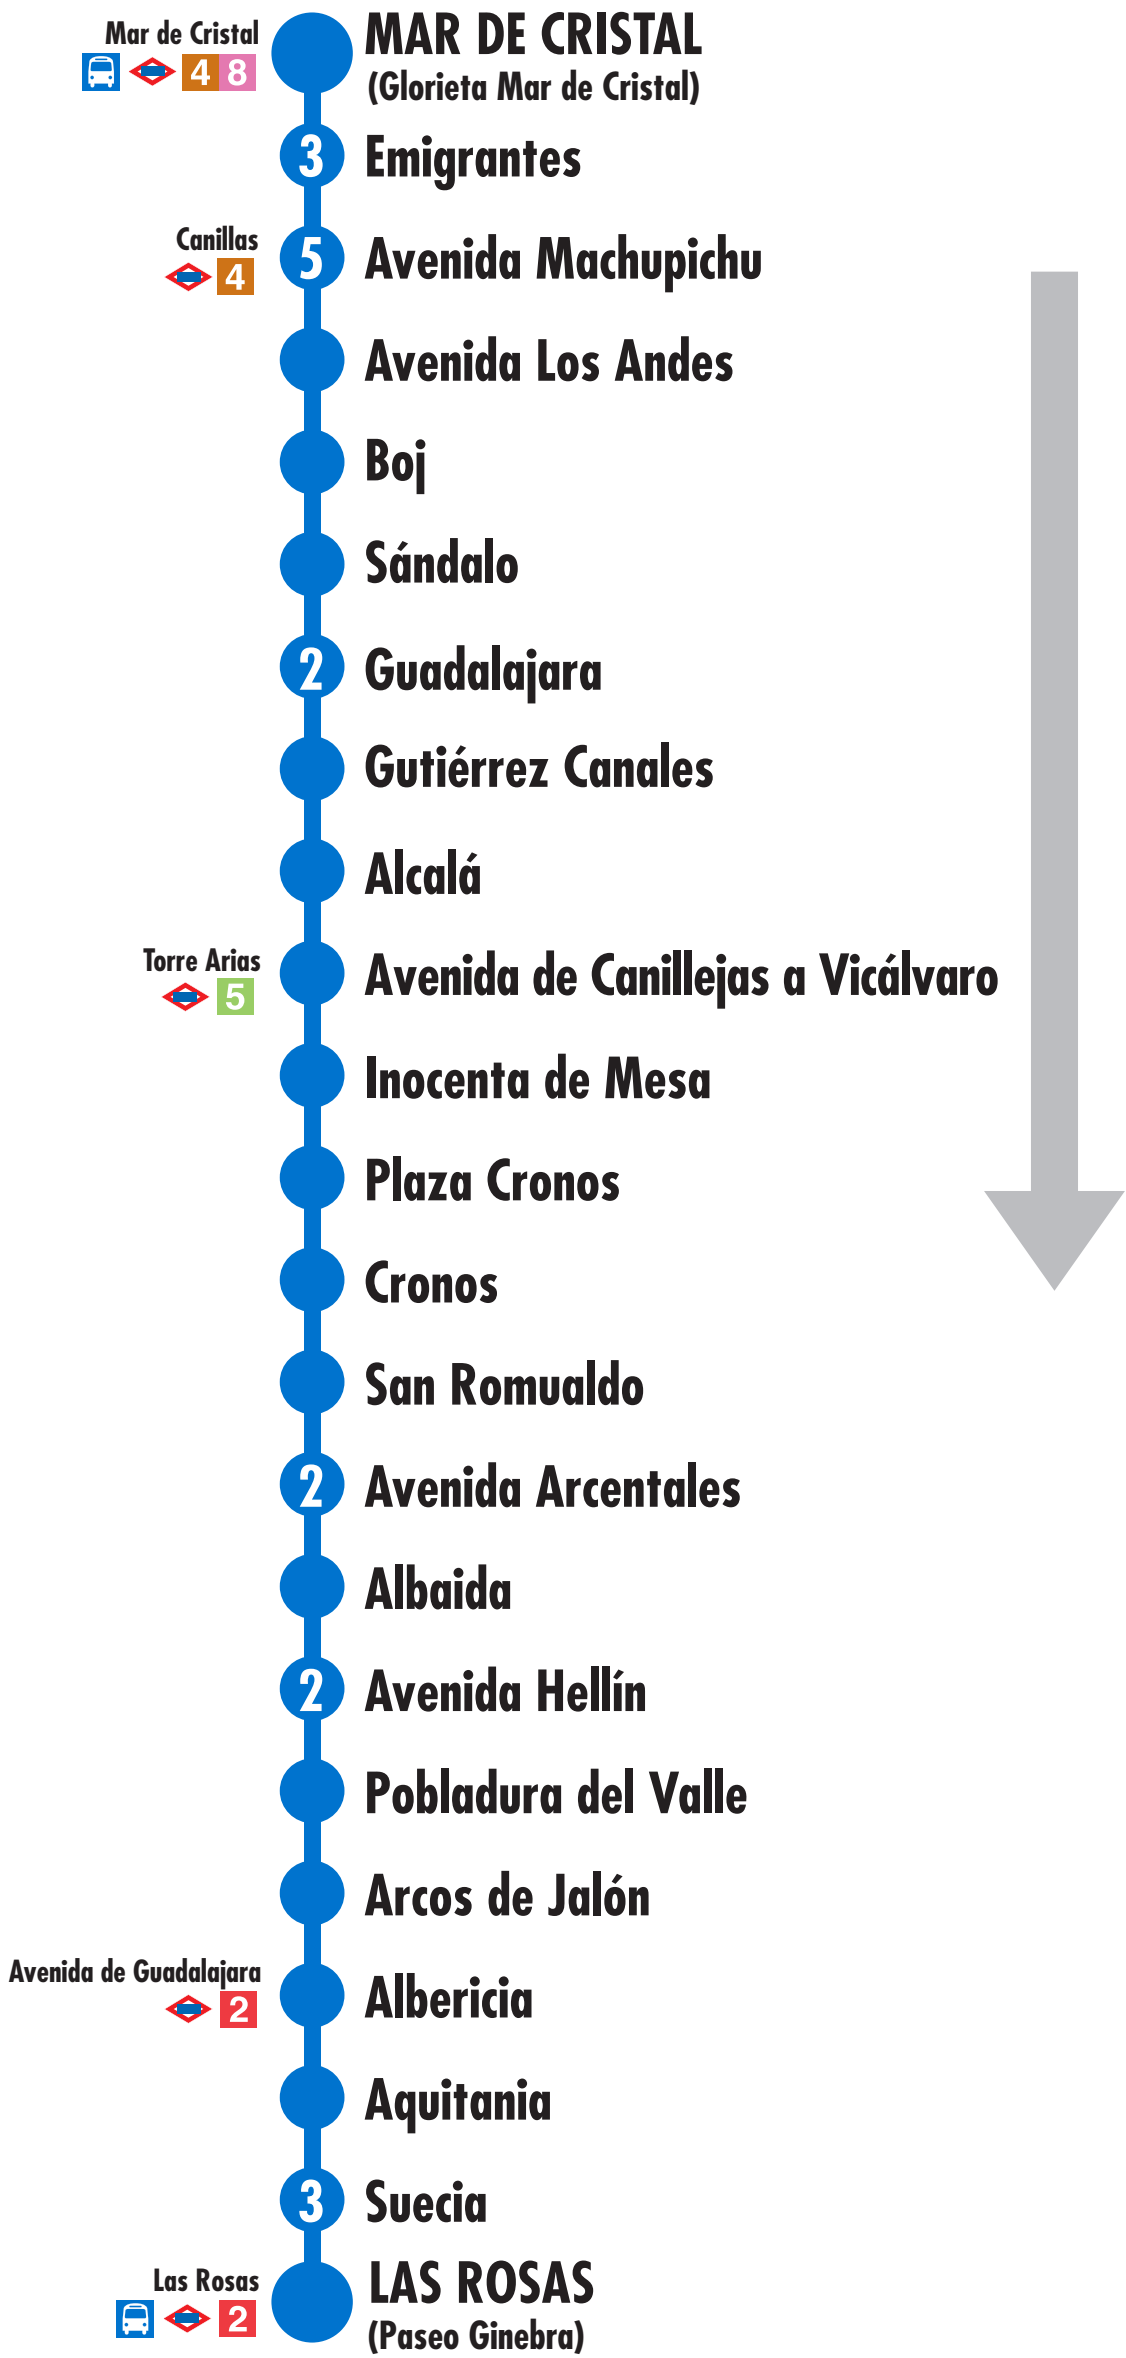 Mar de Cristal
4 8
MAR DE CRISTAL
(Glorieta Mar de Cristal)
3 Emigrantes
Canillas
4
5 Avenida Machupichu
Avenida Los Andes
Boj
Sándalo
2 Guadalajara
Gutiérrez Canales
Alcalá
Torre Arias
5
Avenida de Canillejas a Vicálvaro
Inocenta de Mesa
Plaza Cronos
Cronos
San Romualdo
2 Avenida Arcentales
Albaida
2 Avenida Hellín
Pobladura del Valle
Arcos de Jalón
Avenida de Guadalajara
2
Albericia
Aquitania
3 Suecia
Las Rosas
2
LAS ROSAS
(Paseo Ginebra)